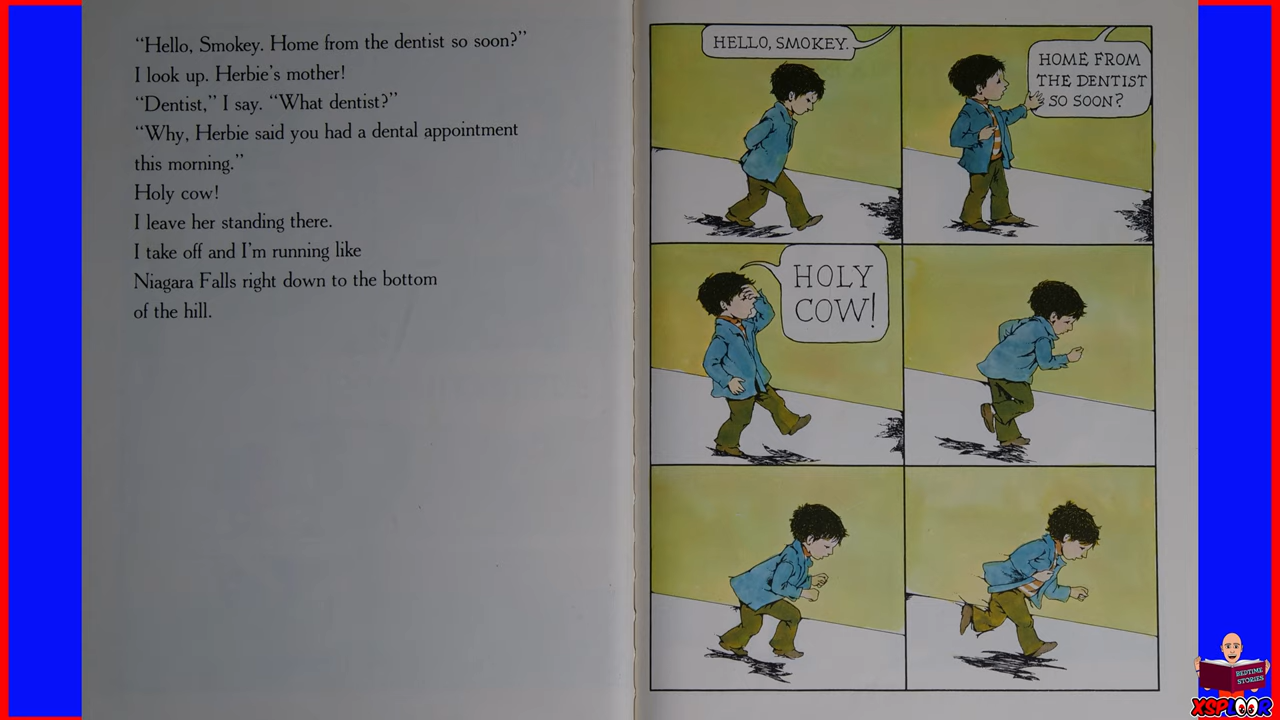 “Hello, Smokey. Home from the dentist so soon?”
I look up. Herbie’s mother!
“Dentist,” I say. “What dentist?”
“Why, Herbie said you had a dental appointment
this morning.”
Holy cow!
I leave her standing there.
I take off and I’m running like
Niagara Falls right down to the bottom
of the hill.
HELLO, SMOKEY.
HOME FROM
THE DENTIST
SO SOON?
HOLY
COW!
BEDTIME
STORIES
XSPLOOR